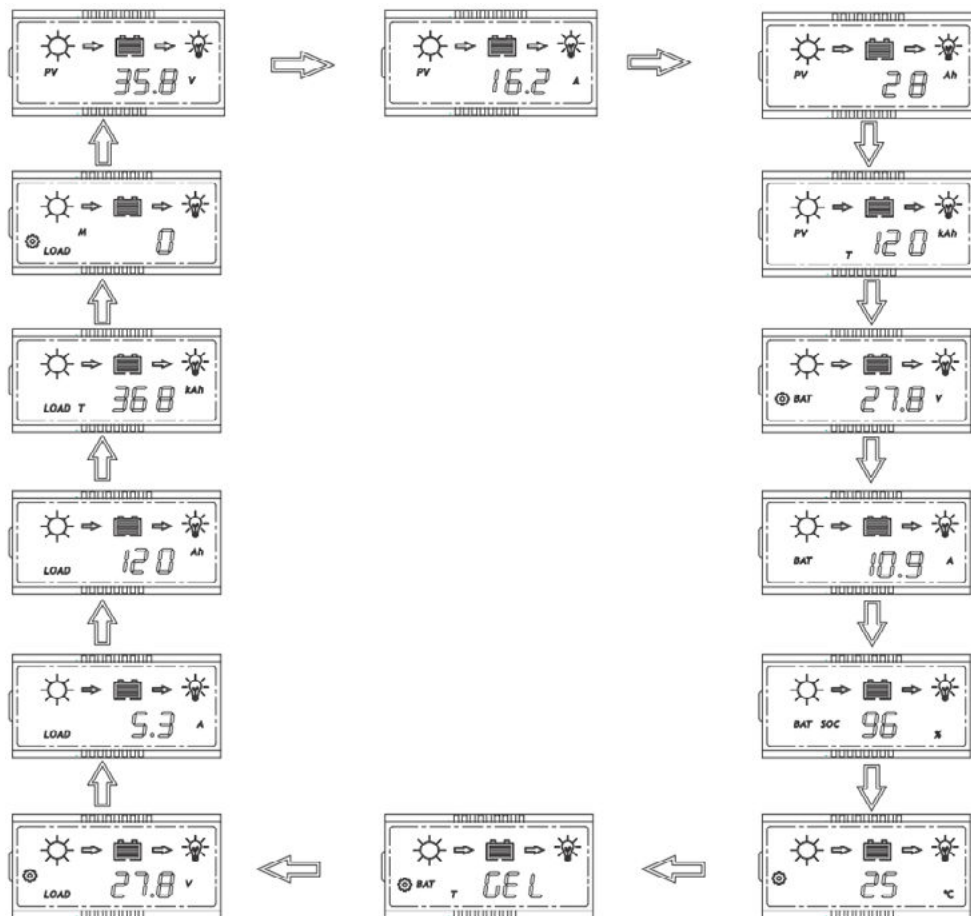 PV 35.8 V
PV 16.2 A
PV 28 Ah
PV T 120 kAh
BAT 27.8 V
BAT 10.9 A
BAT SOC 96 %
25 ℃
BAT T GEL
LOAD 27.8 V
LOAD 5.3 A
LOAD 120 Ah
LOAD T 368 kAh
LOAD M 0